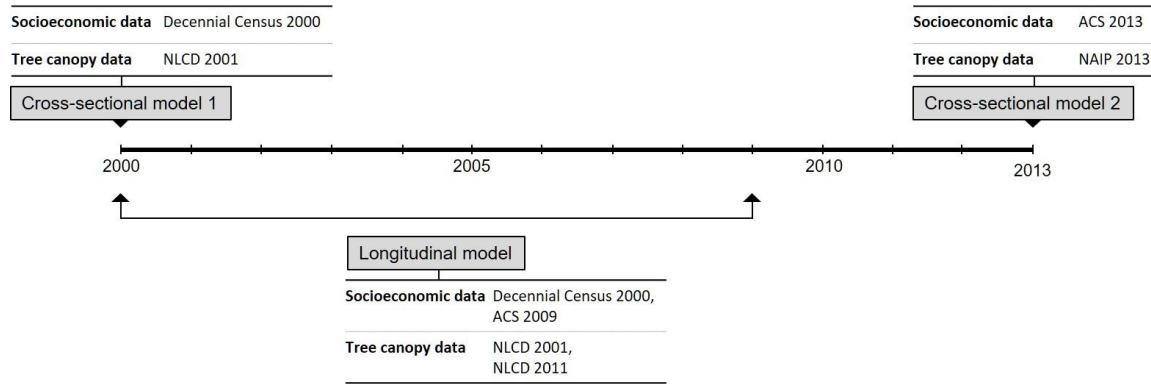 Socioeconomic data Decennial Census 2000
Tree canopy data NLCD 2001
Cross-sectional model 1
Socioeconomic data ACS 2013
Tree canopy data NAIP 2013
Cross-sectional model 2
2000 2005 2010 2013
Longitudinal model
Socioeconomic data Decennial Census 2000,
ACS 2009
Tree canopy data NLCD 2001,
NLCD 2011